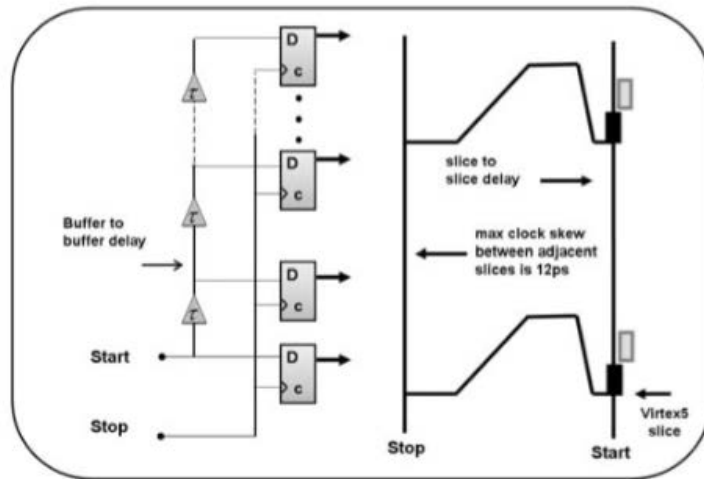 D
c
τ
D
c
τ
Buffer to
buffer delay
D
c
τ
Start
D
c
Stop
slice to
slice delay
max clock skew
between adjacent
slices is 12ps
Virtex5
slice
Stop
Start